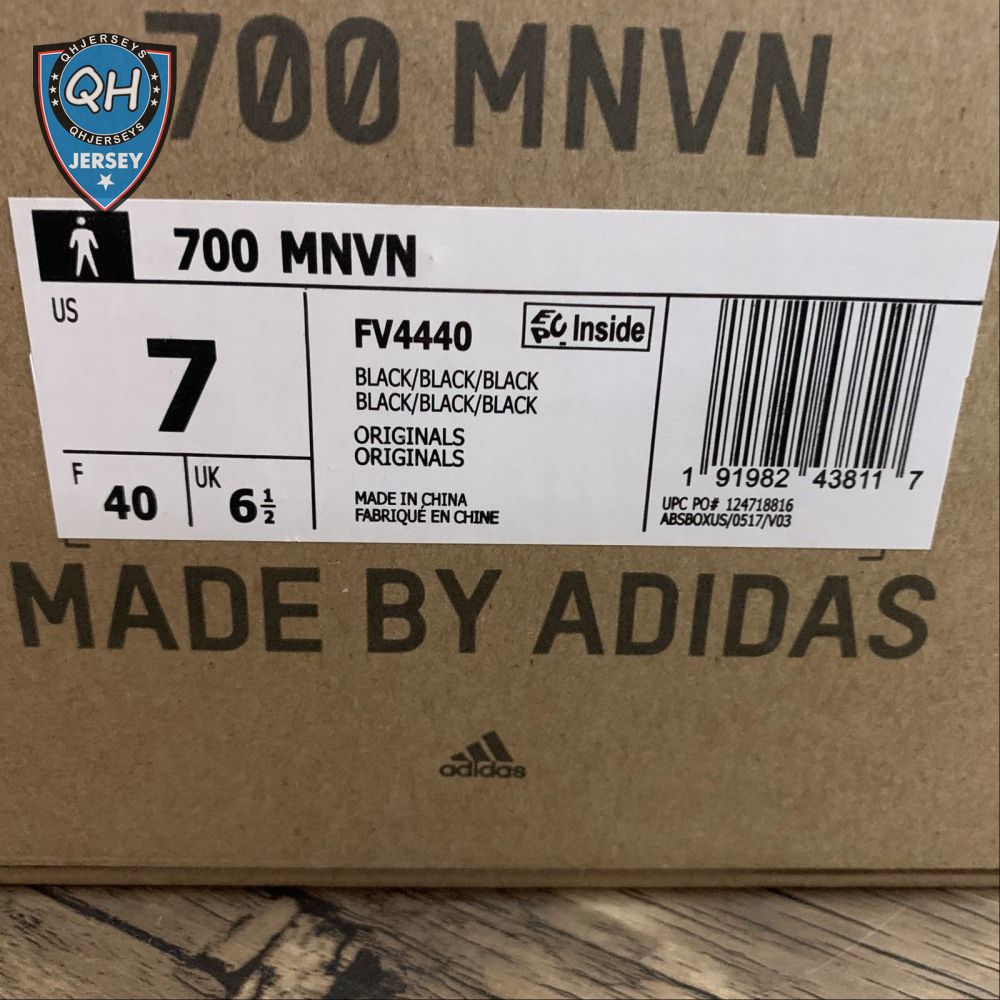 700 MNVN
QHJERSEYS
QH
QHJERSEYS
JERSEY
700 MNVN
US
7
F
40
UK
6½
FV4440
EPC Inside
BLACK/BLACK/BLACK
BLACK/BLACK/BLACK
ORIGINALS
ORIGINALS
MADE IN CHINA
FABRIQUÉ EN CHINE
1 91982 43811 7
UPC PO# 124718816
ABSBOXUS/0517/V03
MADE BY ADIDAS
adidas